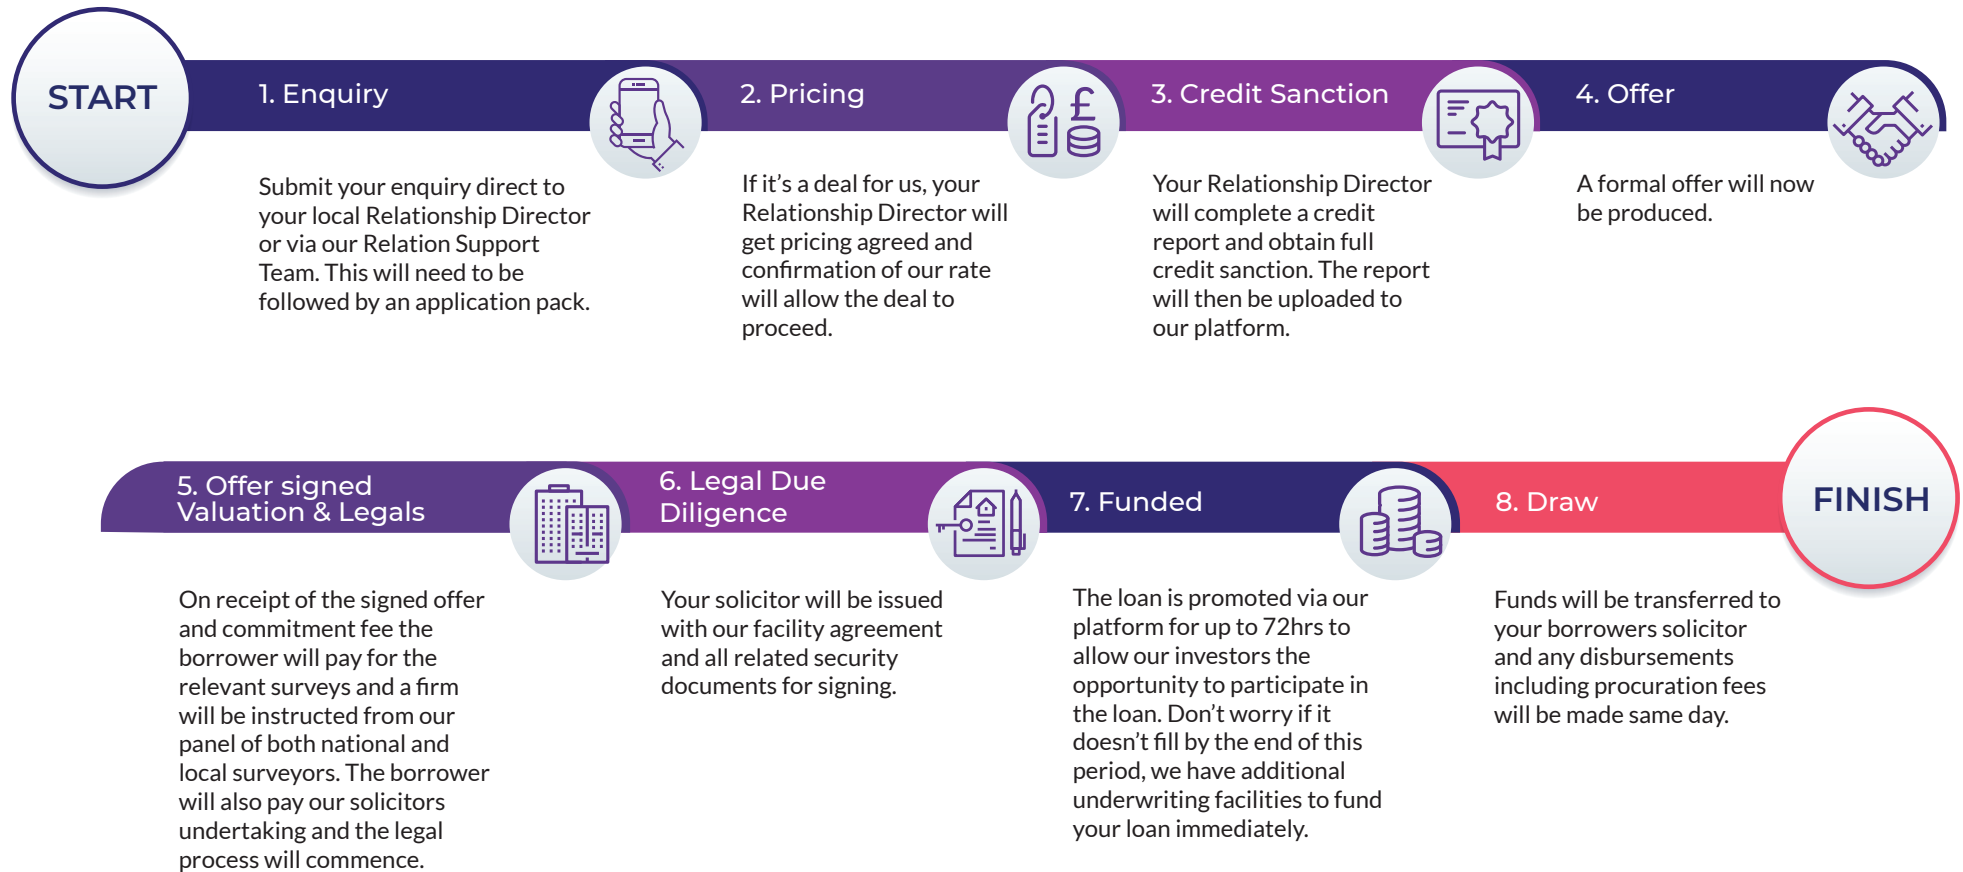 START
1. Enquiry
Submit your enquiry direct to
your local Relationship Director
or via our Relation Support
Team. This will need to be
followed by an application pack.
2. Pricing
If it’s a deal for us, your
Relationship Director will
get pricing agreed and
confirmation of our rate
will allow the deal to
proceed.
£
3. Credit Sanction
Your Relationship Director
will complete a credit
report and obtain full
credit sanction. The report
will then be uploaded to
our platform.
4. Offer
A formal offer will now
be produced.
5. Offer signed
Valuation & Legals
On receipt of the signed offer
and commitment fee the
borrower will pay for the
relevant surveys and a firm
will be instructed from our
panel of both national and
local surveyors. The borrower
will also pay our solicitors
undertaking and the legal
process will commence.
6. Legal Due
Diligence
Your solicitor will be issued
with our facility agreement
and all related security
documents for signing.
7. Funded
The loan is promoted via our
platform for up to 72hrs to
allow our investors the
opportunity to participate in
the loan. Don’t worry if it
doesn’t fill by the end of this
period, we have additional
underwriting facilities to fund
your loan immediately.
8. Draw
Funds will be transferred to
your borrowers solicitor
and any disbursements
including procuration fees
will be made same day.
FINISH